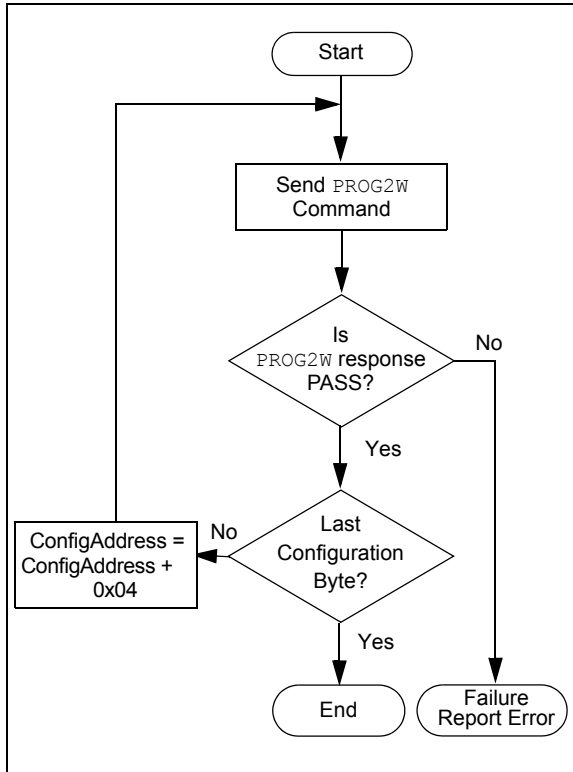 Start
Send PROG2W
Command
Is
PROG2W response
PASS?
No
Yes
Last
Configuration
Byte?
No
ConfigAddress =
ConfigAddress +
0x04
Yes
End
Failure
Report Error